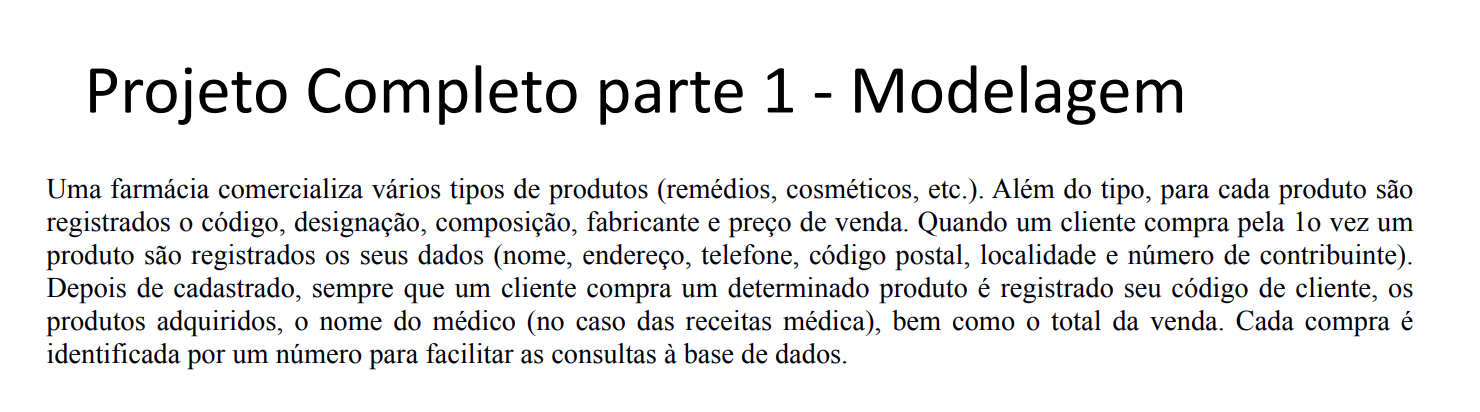 Projeto Completo parte 1 - Modelagem
Uma farmácia comercializa vários tipos de produtos (remédios, cosméticos, etc.). Além do tipo, para cada produto são
registrados o código, designação, composição, fabricante e preço de venda. Quando um cliente compra pela 1o vez um
produto são registrados os seus dados (nome, endereço, telefone, código postal, localidade e número de contribuinte).
Depois de cadastrado, sempre que um cliente compra um determinado produto é registrado seu código de cliente, os
produtos adquiridos, o nome do médico (no caso das receitas médica), bem como o total da venda. Cada compra é
identificada por um número para facilitar as consultas à base de dados.